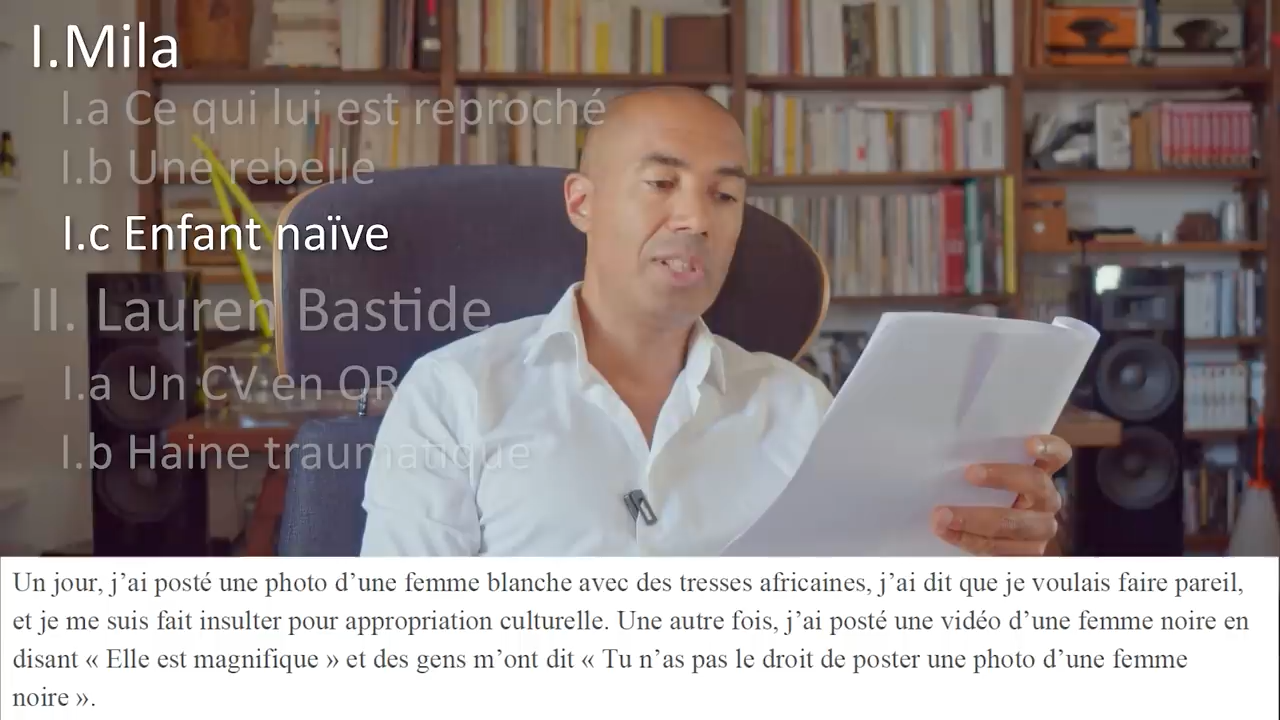 I.Mila
I.a Ce qui lui est reproché
I.b Une rebelle
I.c Enfant naïve
II. Lauren Bastide
I.a Un CV en OR
I.b Haine traumatique
Un jour, j’ai posté une photo d’une femme blanche avec des tresses africaines, j’ai dit que je voulais faire pareil,
et je me suis fait insulter pour appropriation culturelle. Une autre fois, j’ai posté une vidéo d’une femme noire en
disant « Elle est magnifique » et des gens m’ont dit « Tu n’as pas le droit de poster une photo d’une femme
noire ».